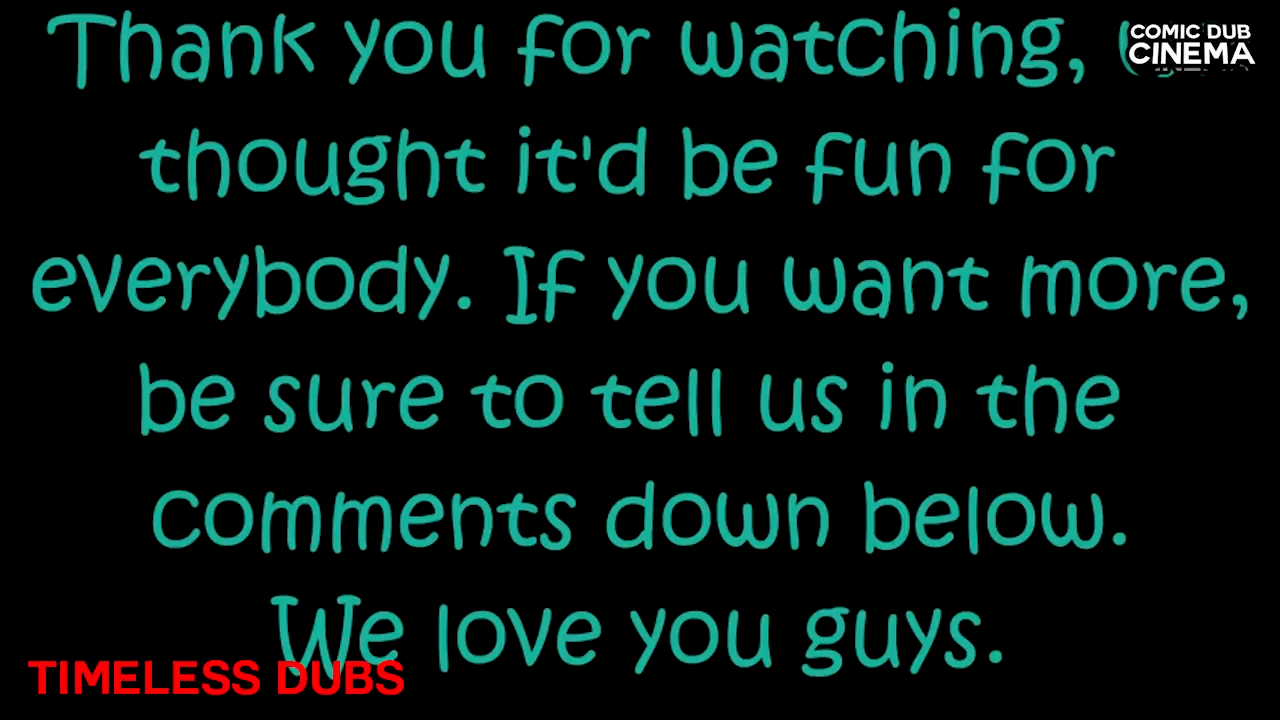 Thank you for watching,
COMIC DUB
CINEMA
thought it'd be fun for
everybody. If you want more,
be sure to tell us in the
comments down below.
We love you guys.
TIMELESS DUBS